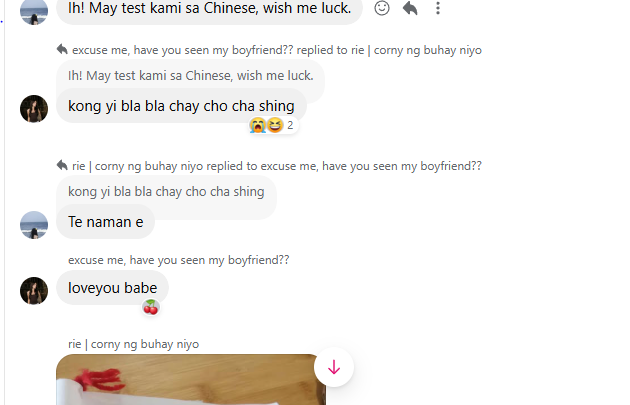 Ih! May test kami sa Chinese, wish me luck.
excuse me, have you seen my boyfriend?? replied to rie | corny ng buhay niyo
Ih! May test kami sa Chinese, wish me luck.
kong yi bla bla chay cho cha shing
2
rie | corny ng buhay niyo replied to excuse me, have you seen my boyfriend??
kong yi bla bla chay cho cha shing
Te naman e
excuse me, have you seen my boyfriend??
loveyou babe
rie | corny ng buhay niyo